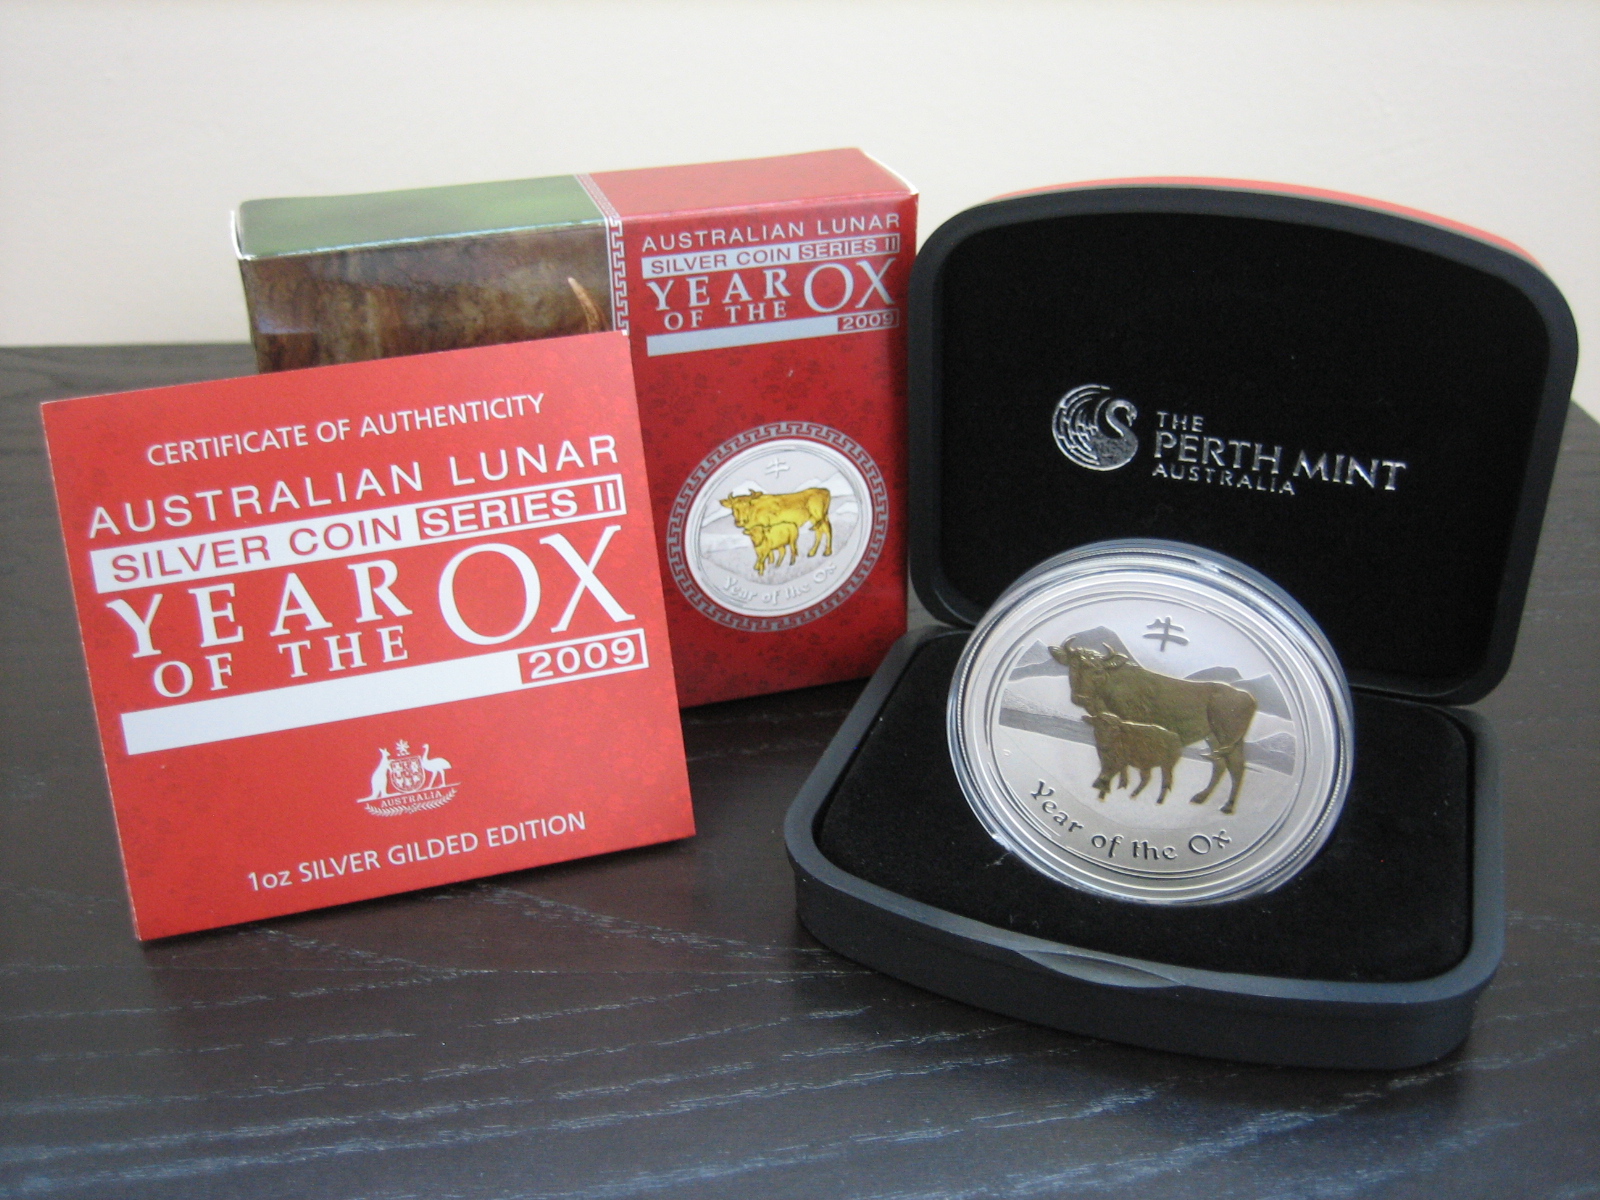 CERTIFICATE OF AUTHENTICITY
AUSTRALIAN LUNAR
SILVER COIN SERIES II
YEAR OF THE OX
2009
AUSTRALIA
1oz SILVER GILDED EDITION
AUSTRALIAN LUNAR
SILVER COIN SERIES II
YEAR OF THE OX
2009
牛
Year of the Ox
THE
PERTH MINT
AUSTRALIA
牛
Year of the Ox